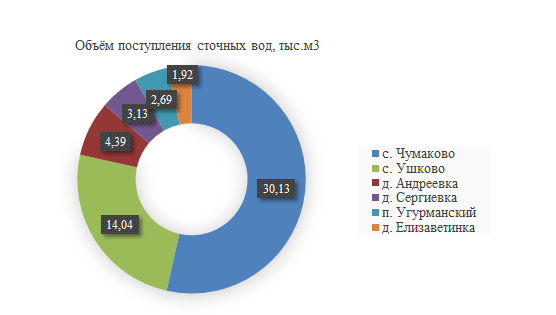 Объём поступления сточных вод, тыс.м3
1,92
2,69
3,13
4,39
30,13
14,04
с. Чумаково
с. Ушково
д. Андреевка
д. Сергиевка
п. Угурманский
д. Елизаветинка